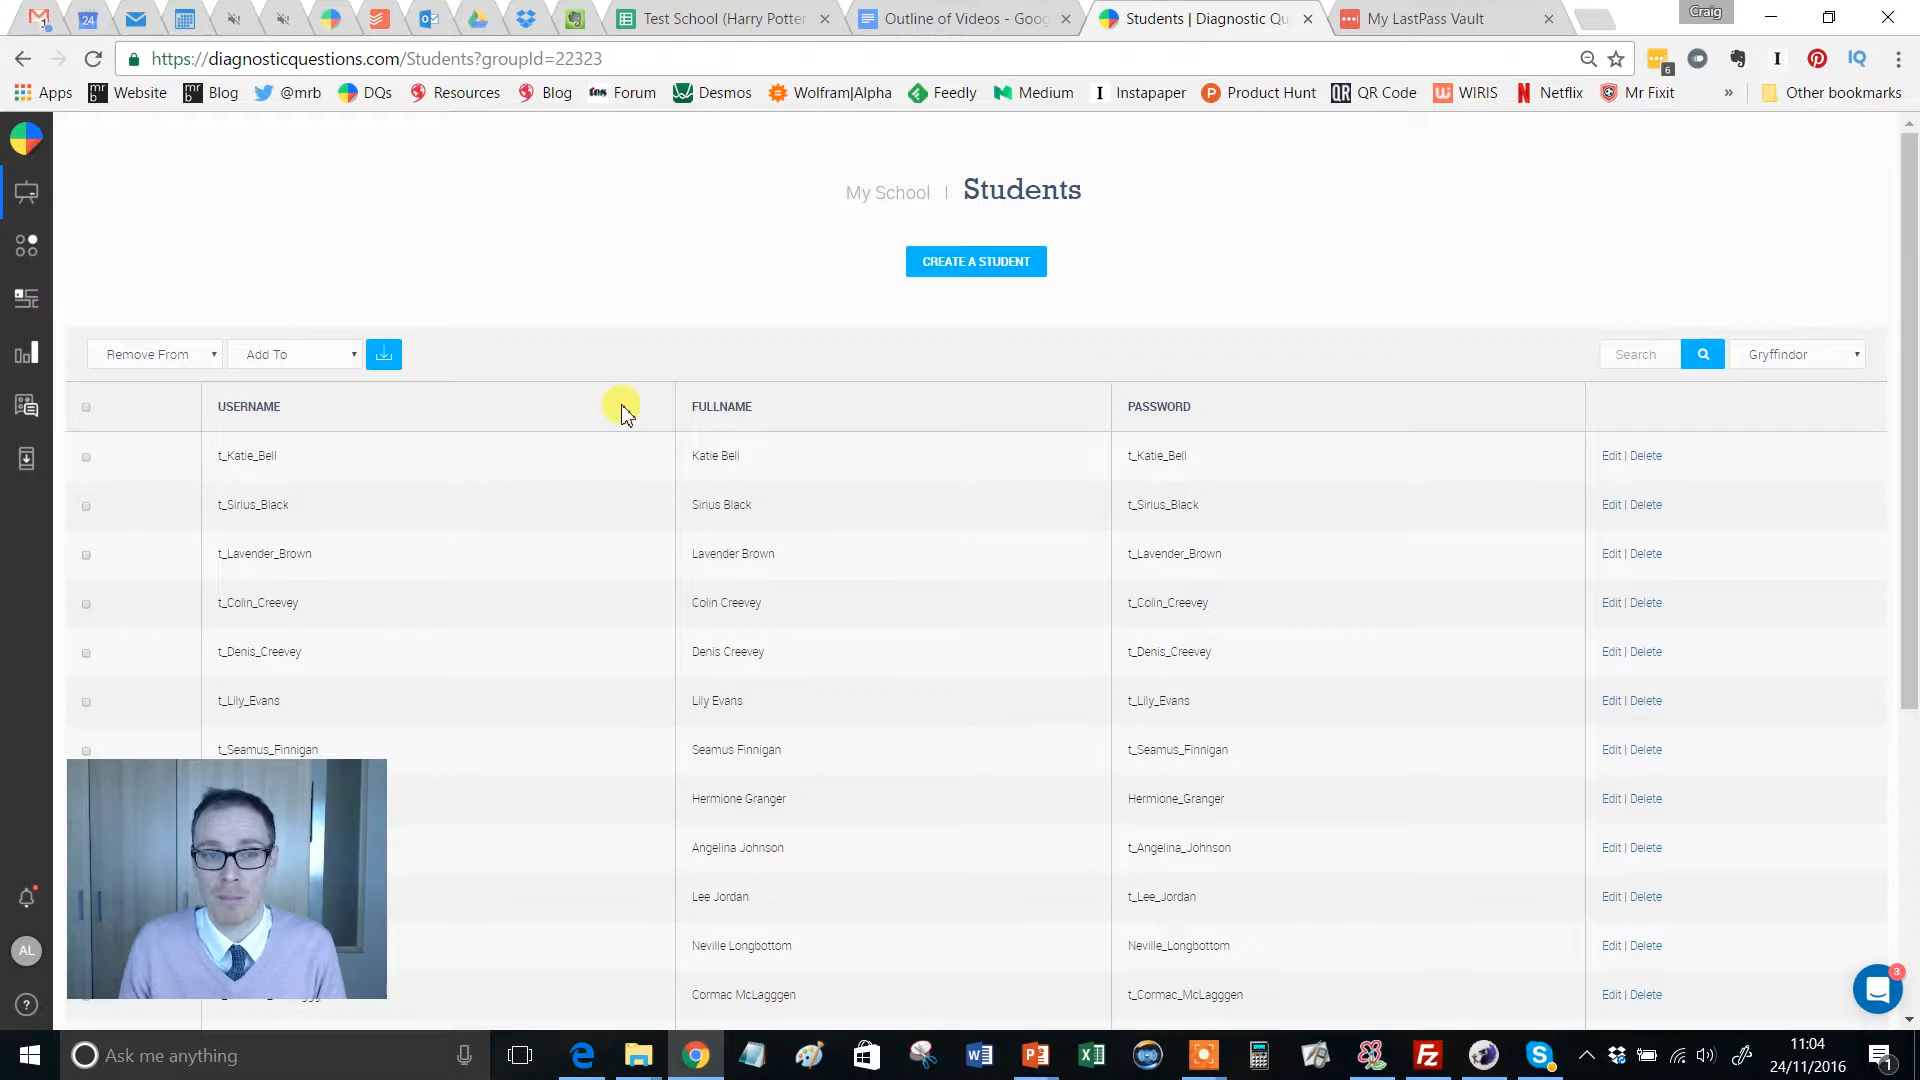 Craig
Test School (Harry Potter
Outline of Videos - Goog
Students | Diagnostic Qu
My LastPass Vault
https://diagnosticquestions.com/Students?groupId=22323
6
Apps
Website
Blog
@mrb
DQs
Resources
Blog
Forum
Desmos
Wolfram|Alpha
Feedly
Medium
Instapaper
Product Hunt
QR Code
WIRIS
Netflix
Mr Fixit
»
Other bookmarks
My School | Students
CREATE A STUDENT
Remove From
Add To
Search
Gryffindor
USERNAME FULLNAME PASSWORD
t_Katie_Bell Katie Bell t_Katie_Bell Edit | Delete
t_Sirius_Black Sirius Black t_Sirius_Black Edit | Delete
t_Lavender_Brown Lavender Brown t_Lavender_Brown Edit | Delete
t_Colin_Creevey Colin Creevey t_Colin_Creevey Edit | Delete
t_Denis_Creevey Denis Creevey t_Denis_Creevey Edit | Delete
t_Lily_Evans Lily Evans t_Lily_Evans Edit | Delete
t_Seamus_Finnigan Seamus Finnigan t_Seamus_Finnigan Edit | Delete
Hermione Granger Hermione_Granger Edit | Delete
Angelina Johnson t_Angelina_Johnson Edit | Delete
Lee Jordan t_Lee_Jordan Edit | Delete
Neville Longbottom Neville_Longbottom Edit | Delete
Cormac McLagggen t_Cormac_McLagggen Edit | Delete
AL
3
Ask me anything
11:04
24/11/2016
1